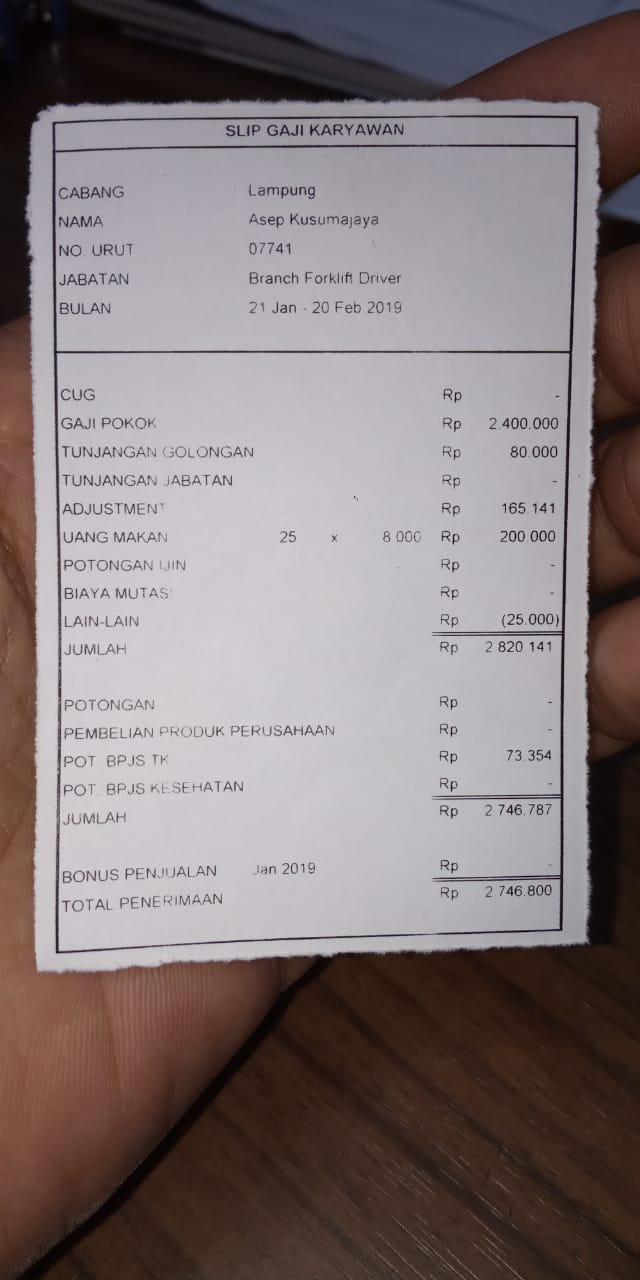 SLIP GAJI KARYAWAN
CABANG Lampung
NAMA Asep Kusumajaya
NO. URUT 07741
JABATAN Branch Forklift Driver
BULAN 21 Jan - 20 Feb 2019
CUG Rp -
GAJI POKOK Rp 2.400.000
TUNJANGAN GOLONGAN Rp 80.000
TUNJANGAN JABATAN Rp -
ADJUSTMENT Rp 165.141
UANG MAKAN 25 x 8.000 Rp 200.000
POTONGAN IJIN Rp -
BIAYA MUTASI Rp -
LAIN-LAIN Rp (25.000)
JUMLAH Rp 2.820.141
POTONGAN Rp -
PEMBELIAN PRODUK PERUSAHAAN Rp -
POT. BPJS TK Rp 73.354
POT. BPJS KESEHATAN Rp -
JUMLAH Rp 2.746.787
BONUS PENJUALAN Jan 2019 Rp -
TOTAL PENERIMAAN Rp 2.746.800